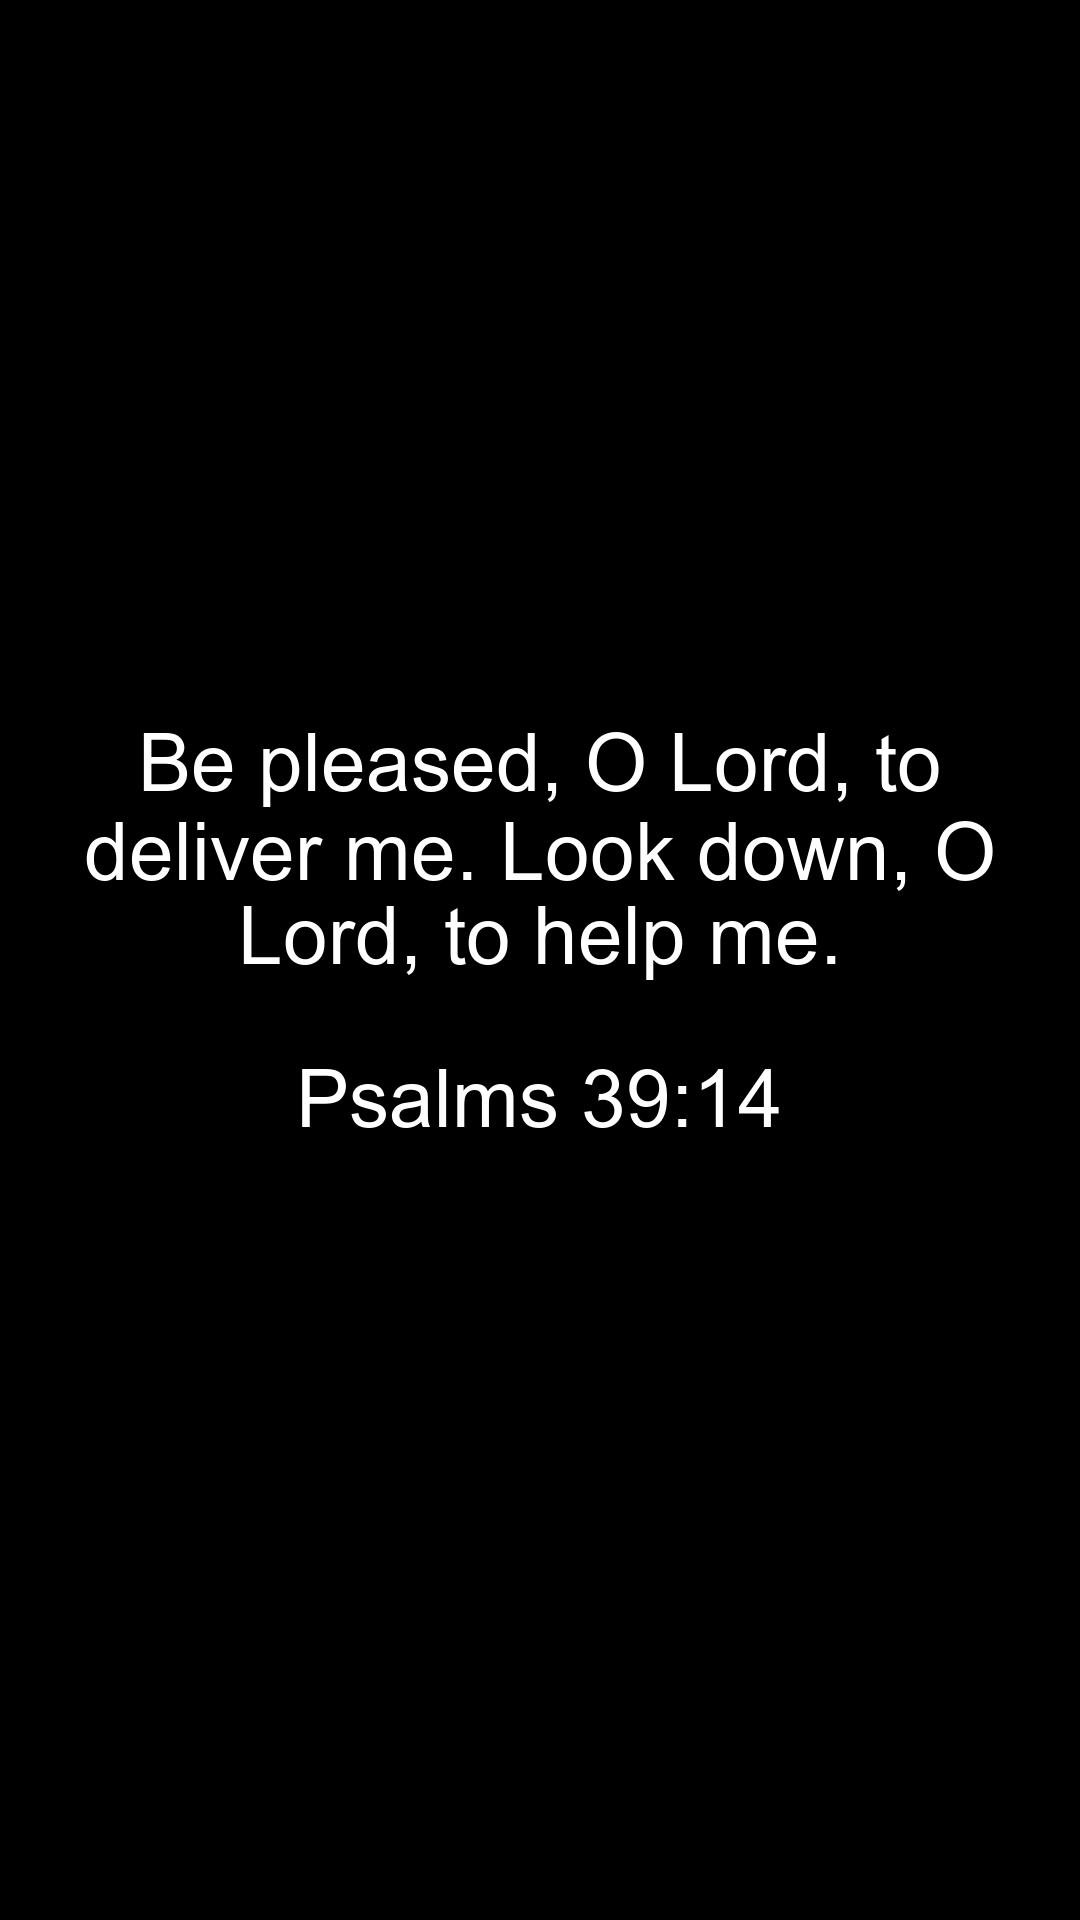 Be pleased, O Lord, to
deliver me. Look down, O
Lord, to help me.
Psalms 39:14